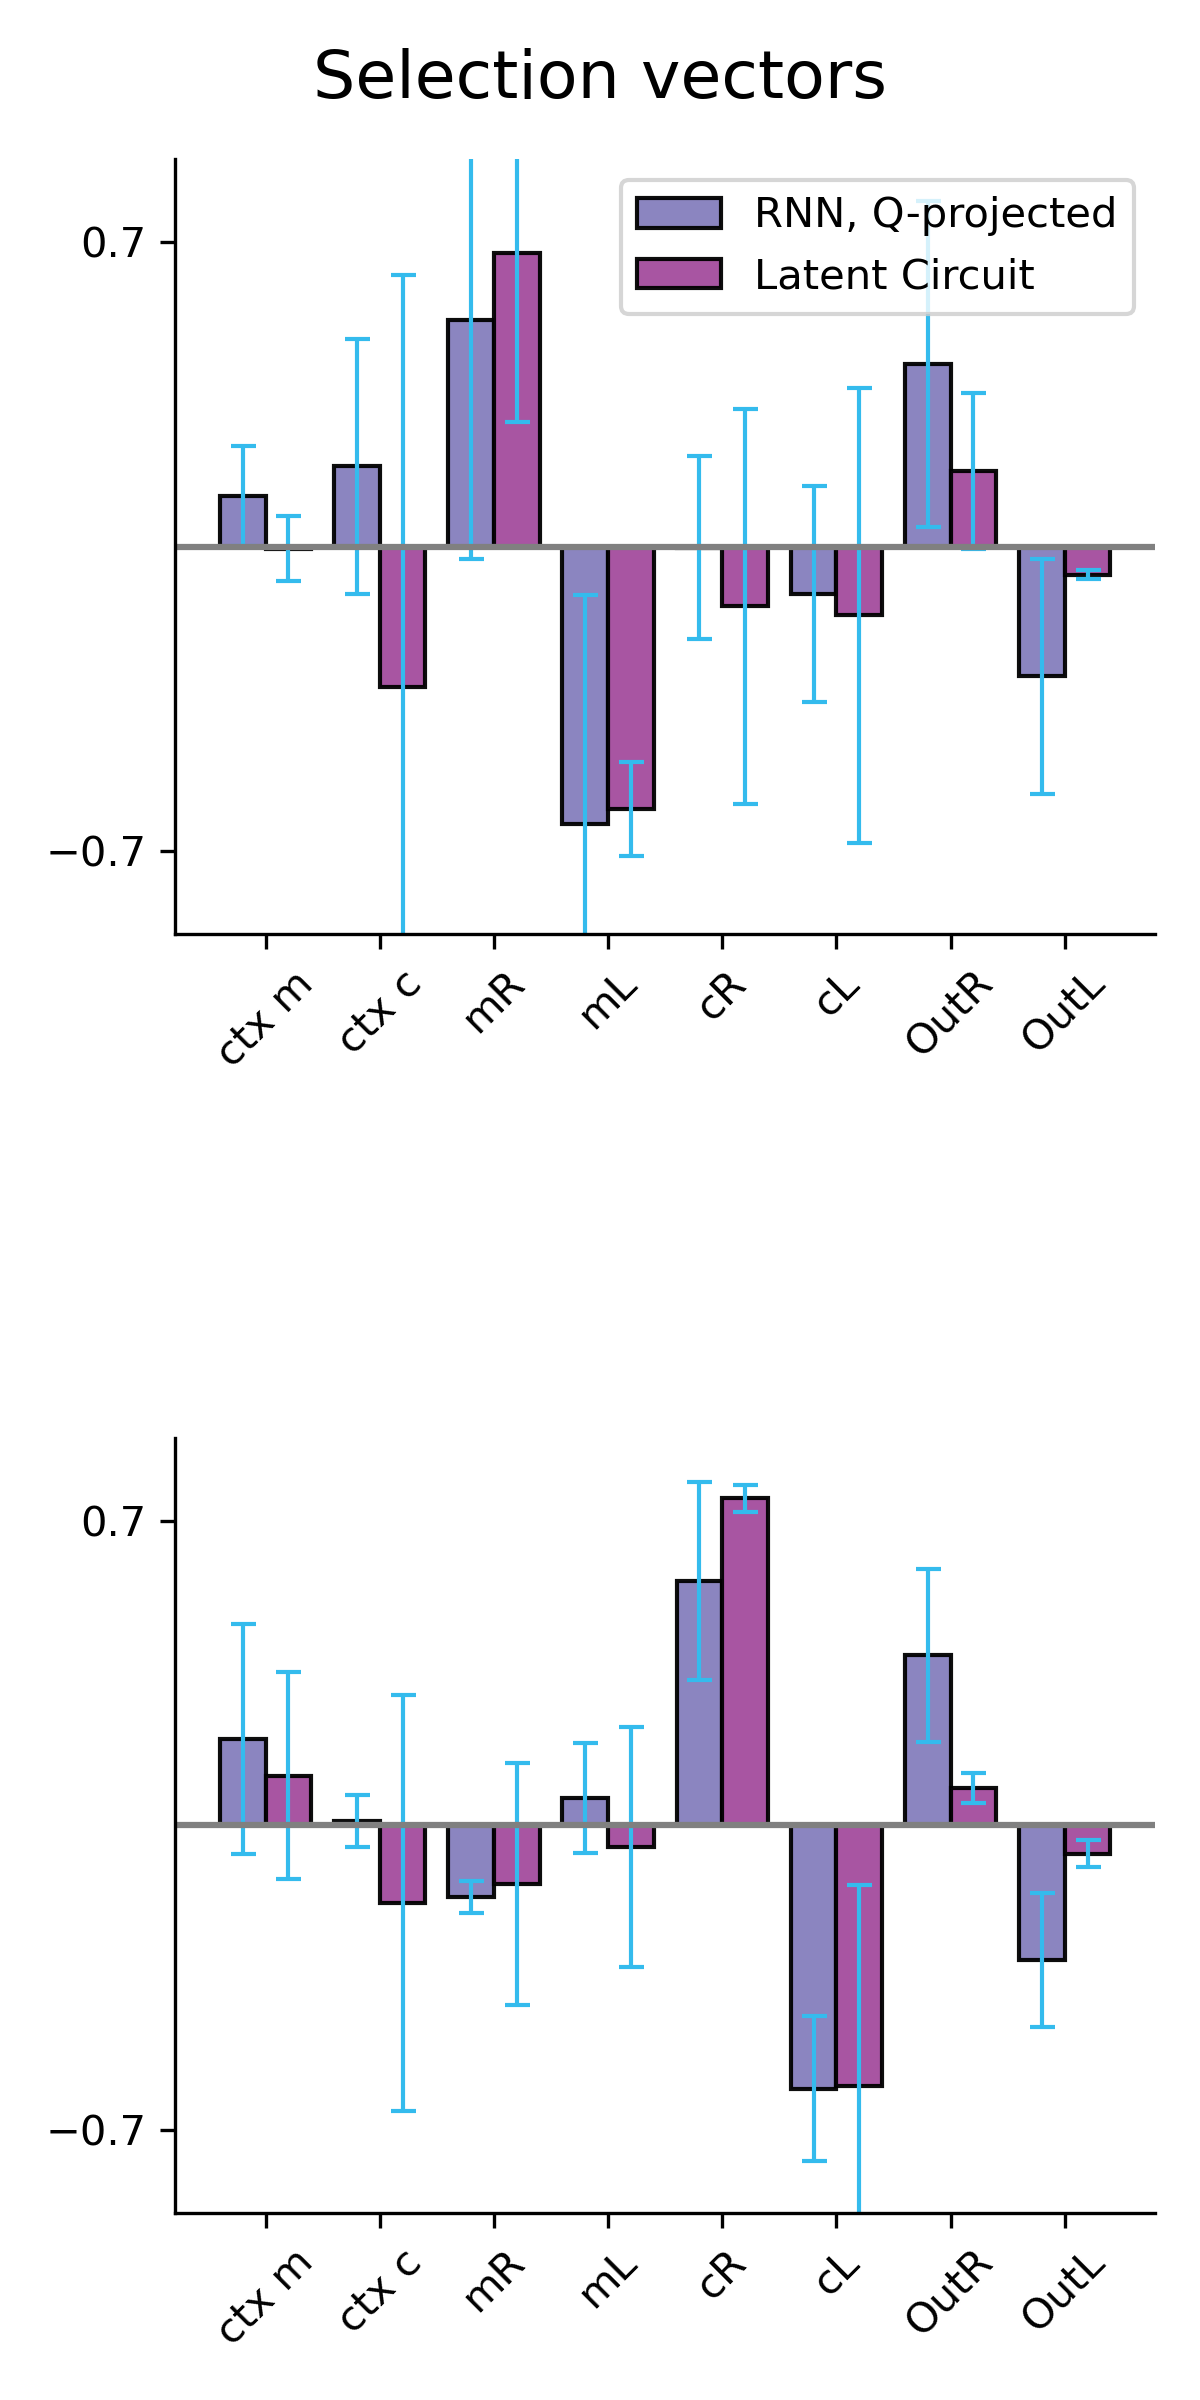 Selection vectors
0.7
RNN, Q-projected
Latent Circuit
−0.7
ctx m
ctx c
mR
mL
cR
cL
OutR
OutL
0.7
−0.7
ctx m
ctx c
mR
mL
cR
cL
OutR
OutL